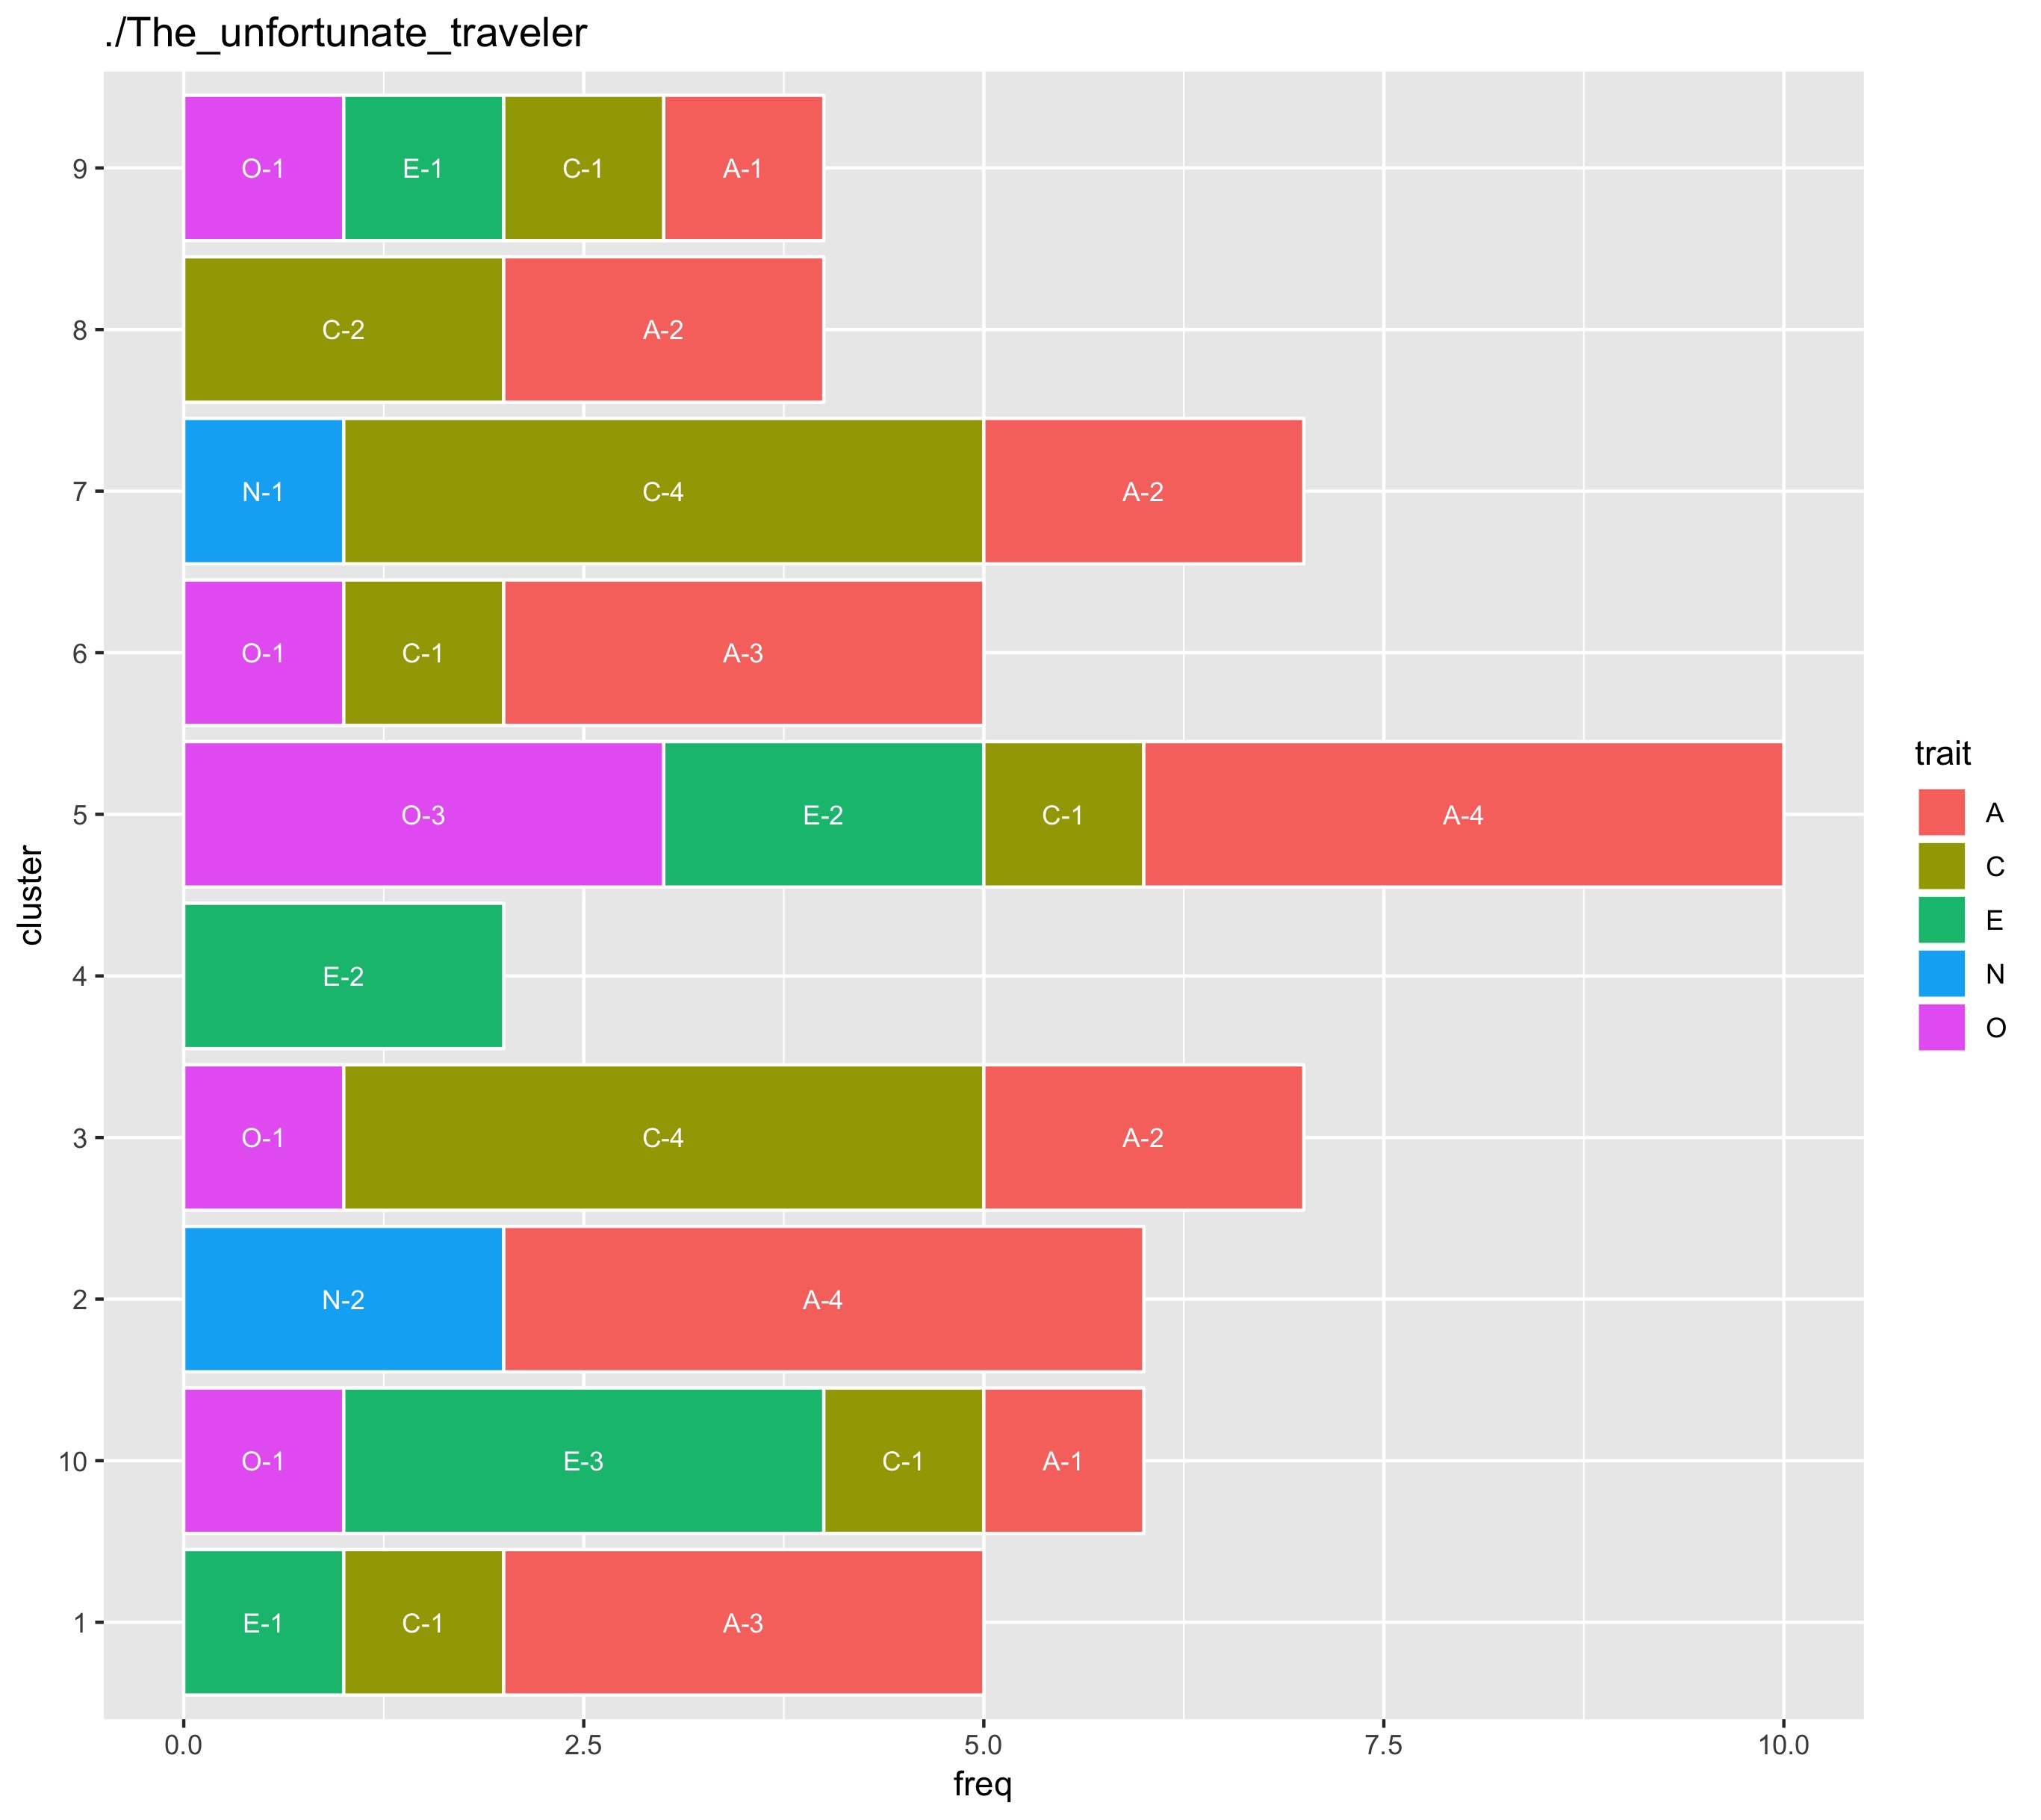 ./The_unfortunate_traveler
cluster
9
O-1 E-1 C-1 A-1
8
C-2 A-2
7
N-1 C-4 A-2
6
O-1 C-1 A-3
5
O-3 E-2 C-1 A-4
4
E-2
3
O-1 C-4 A-2
2
N-2 A-4
10
O-1 E-3 C-1 A-1
1
E-1 C-1 A-3
0.0 2.5 5.0 7.5 10.0
freq
trait
A
C
E
N
O